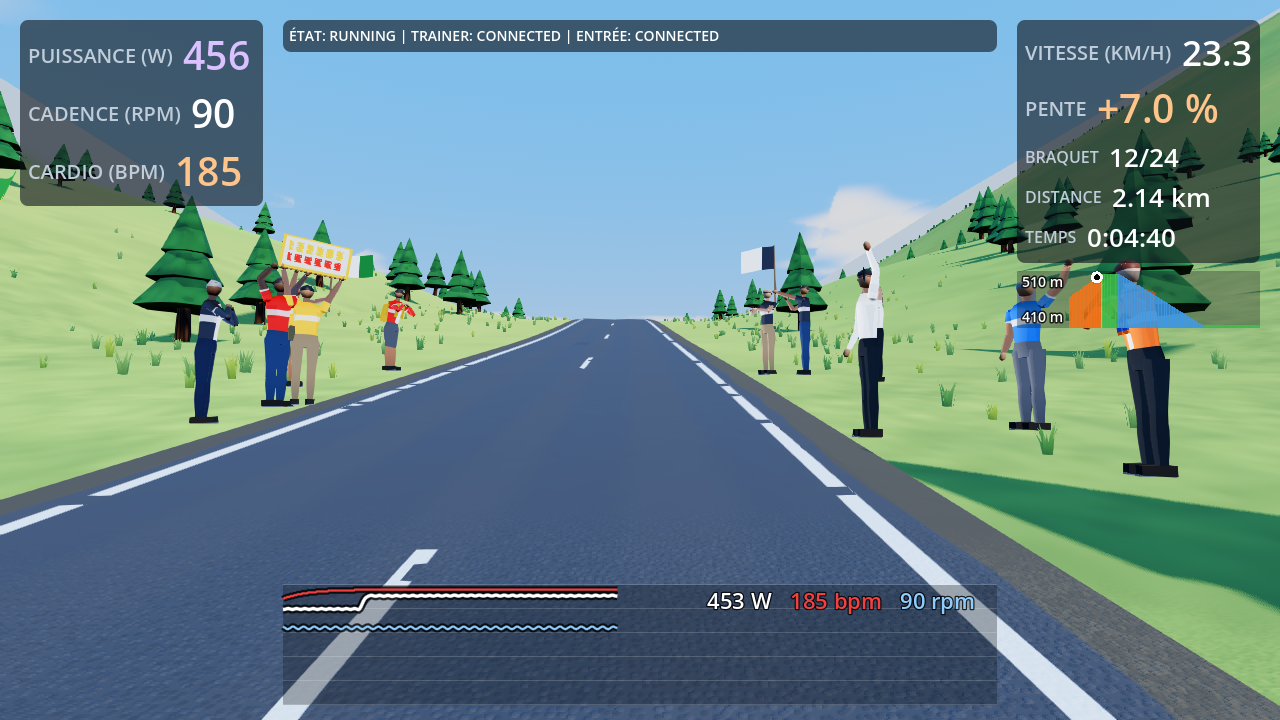 PUISSANCE (W) 456
CADENCE (RPM) 90
CARDIO (BPM) 185
ÉTAT: RUNNING | TRAINER: CONNECTED | ENTRÉE: CONNECTED
VITESSE (KM/H) 23.3
PENTE +7.0 %
BRAQUET 12/24
DISTANCE 2.14 km
TEMPS 0:04:40
510 m
410 m
453 W 185 bpm 90 rpm